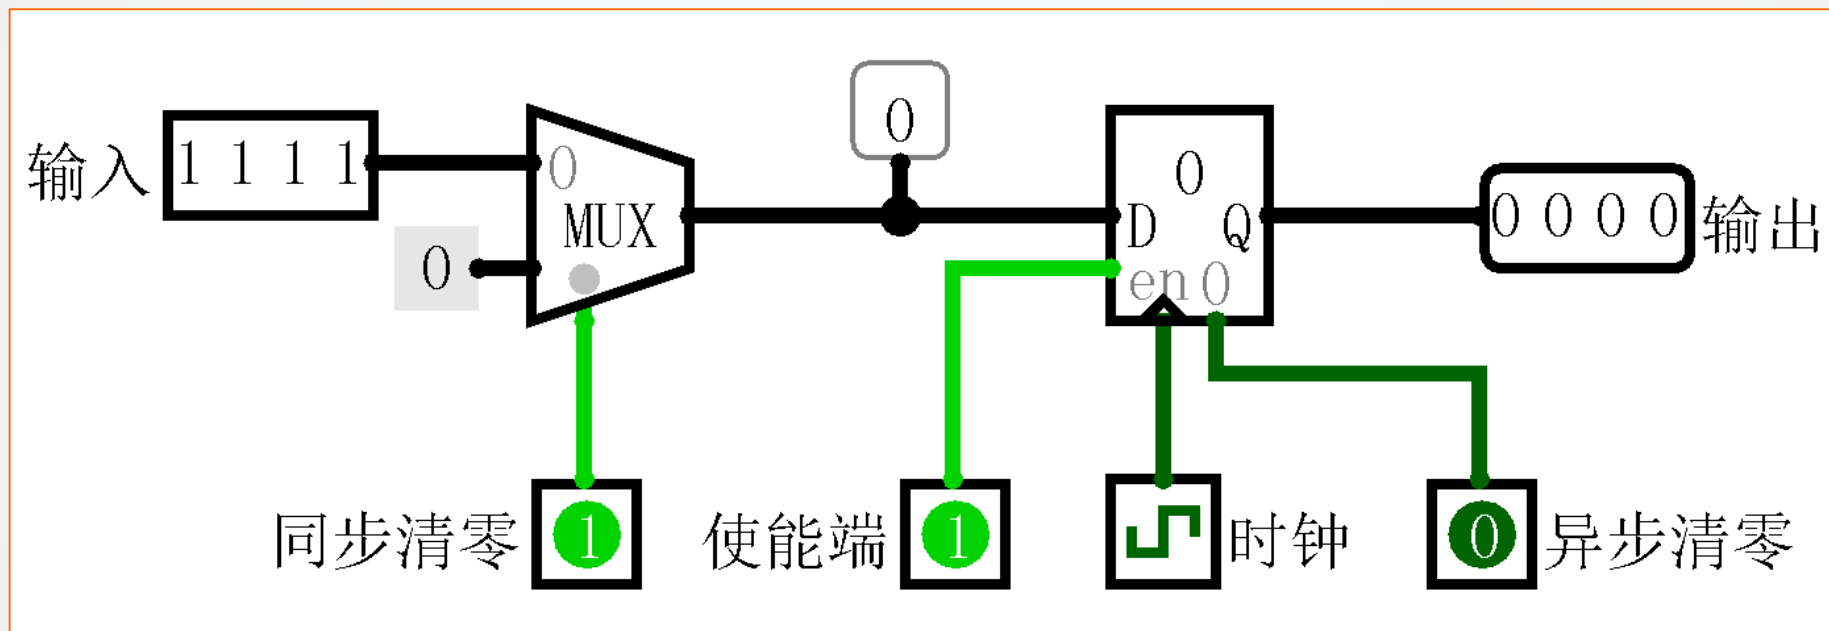 0
输入 1 1 1 1 0 0
MUX D Q 0 0 0 0 输出
0 en 0
同步清零 1 使能端 1 时钟 0 异步清零